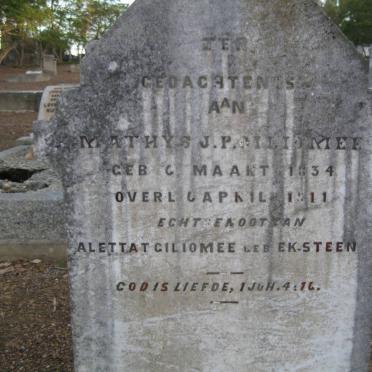 TER
GEDACHTENIS
AAN
MATHYS J. P. GILIOMEE
GEB 6 MAART 1834
OVERL 6 APRIL 1911
ECHTGENOOT VAN
ALETTA T GILIOMEE GEB EKSTEEN
GOD IS LIEFDE, 1 JOH. 4:16.